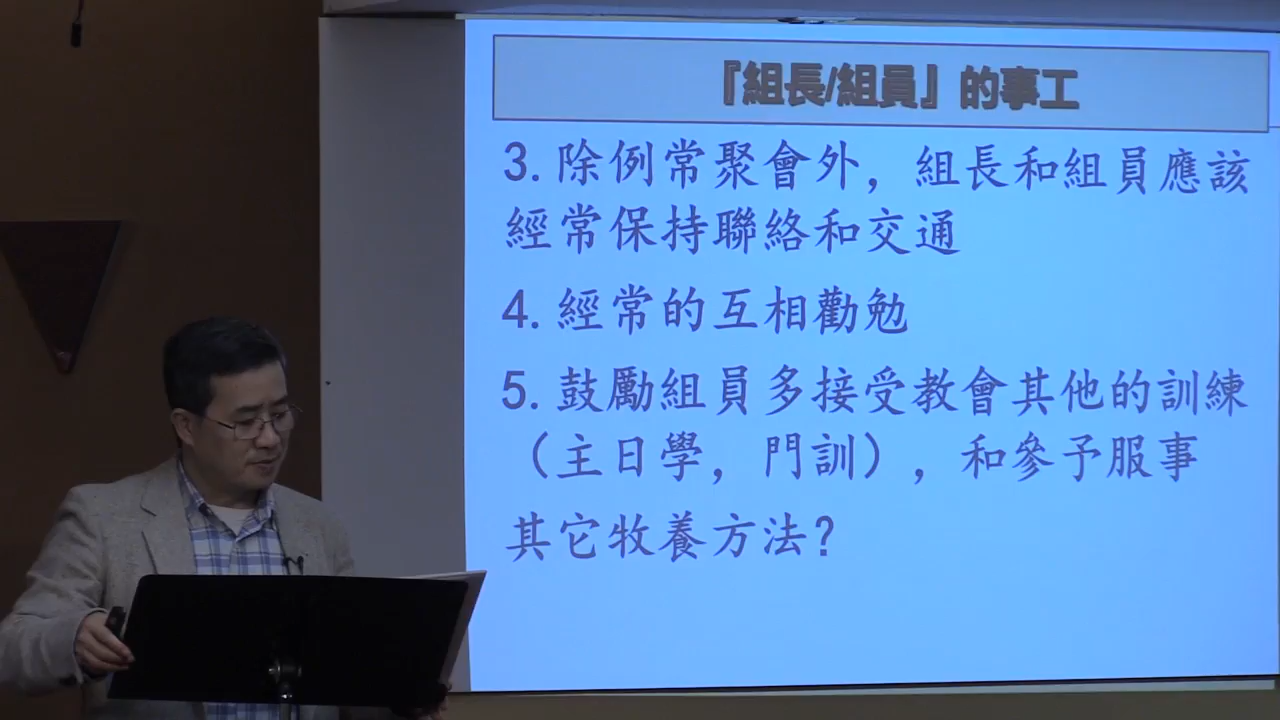 『組長/組員』的事工
3. 除例常聚會外，組長和組員應該
經常保持聯絡和交通
4. 經常的互相勸勉
5. 鼓勵組員多接受教會其他的訓練
（主日學，門訓），和參予服事
其它牧養方法？